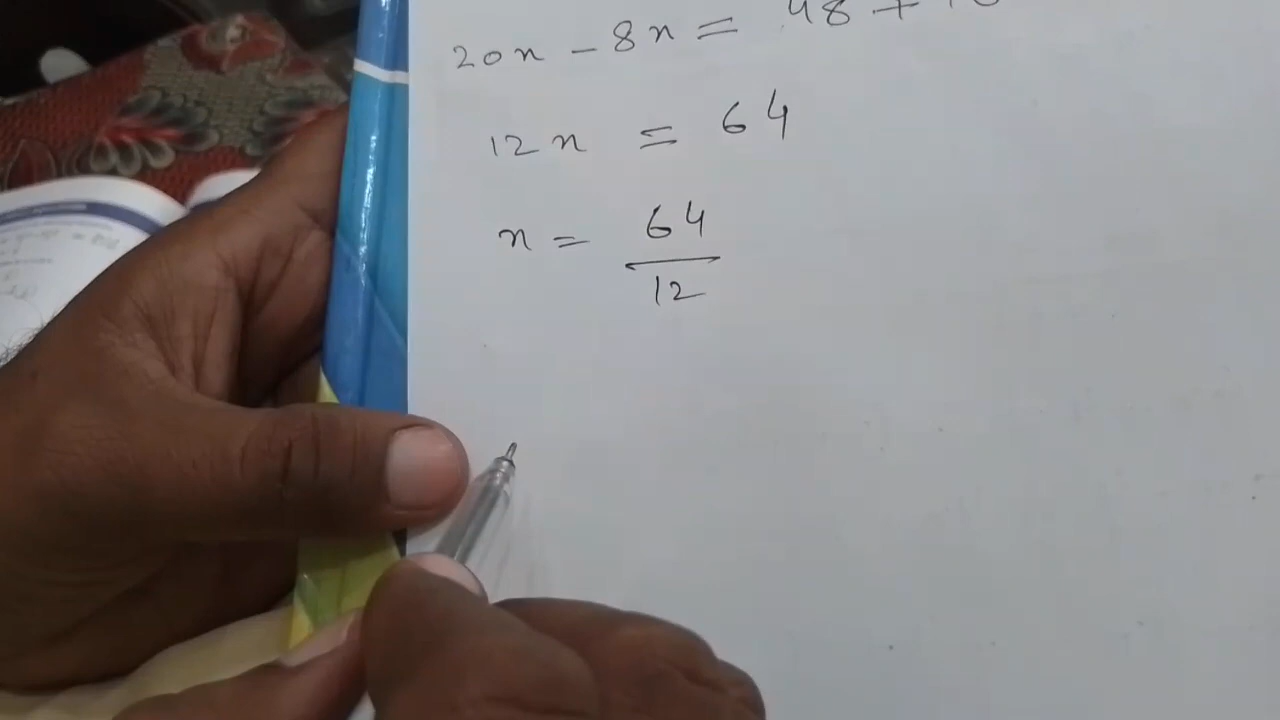 20x - 8x = 48 +
12x = 64
x = 64
12